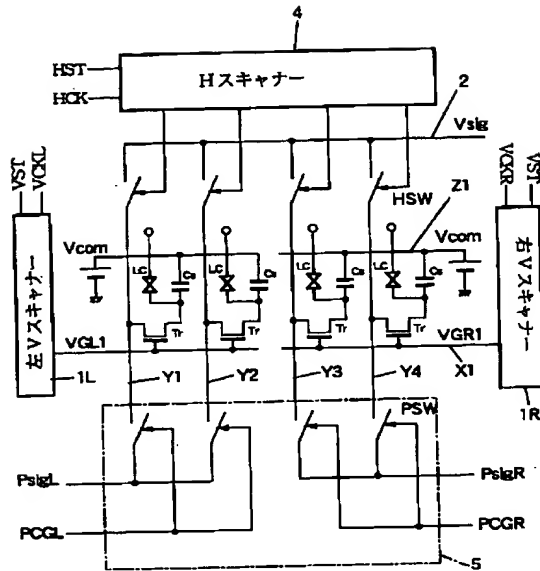 4
HST
HCK
Hスキャナー
2
Vsig
VST
VCKL
VCKR
VST
HSW
Z1
Vcom
Vcom
LC
Cs
LC
Cs
LC
Cs
LC
Cs
左Vスキャナー
右Vスキャナー
Tr
Tr
Tr
Tr
VGL1
VGR1
1L
Y1
Y2
Y3
Y4
X1
1R
PSW
PsigL
PsigR
PCGL
PCGR
5